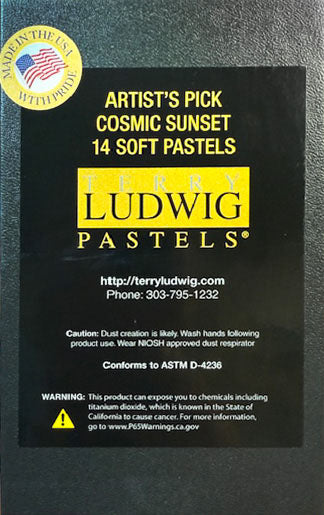 MADE IN THE USA
WITH PRIDE
ARTIST'S PICK
COSMIC SUNSET
14 SOFT PASTELS
TERRY
LUDWIG
PASTELS®
http://terryludwig.com
Phone: 303-795-1232
Caution: Dust creation is likely. Wash hands following
product use. Wear NIOSH approved dust respirator
Conforms to ASTM D-4236
WARNING: This product can expose you to chemicals including
titanium dioxide, which is known in the State of
California to cause cancer. For more information,
go to www.P65Warnings.ca.gov